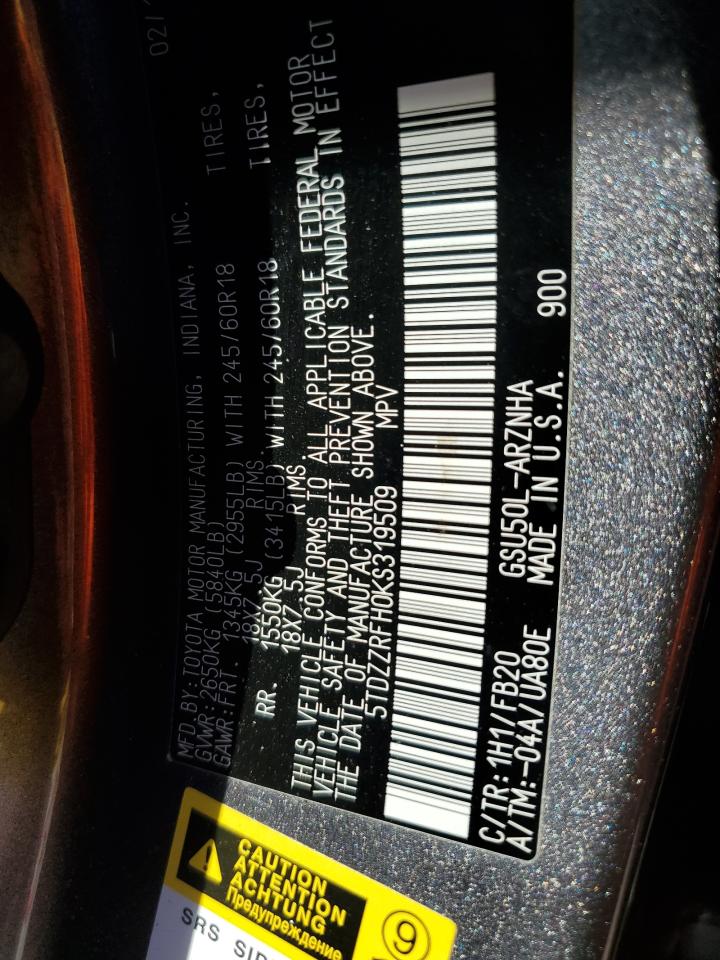 MFD.BY:TOYOTA MOTOR MANUFACTURING, INDIANA, INC. 02/
GVWR:2650KG (5840LB)
GAWR:FRT. 1345KG (2955LB) WITH 245/60R18 TIRES,
18X7.5J RIMS
RR. 1550KG (3415LB) WITH 245/60R18 TIRES,
18X7.5J RIMS
THIS VEHICLE CONFORMS TO ALL APPLICABLE FEDERAL MOTOR
VEHICLE SAFETY AND THEFT PREVENTION STANDARDS IN EFFECT
THE DATE OF MANUFACTURE SHOWN ABOVE.
5TDZZRFH0KS319509 MPV
C/TR:1H1/FB20 GSU50L-ARZNHA
A/TM:-04A/UA80E MADE IN U.S.A. 900
CAUTION
ATTENTION
ACHTUNG
Предупреждение
9
SRS